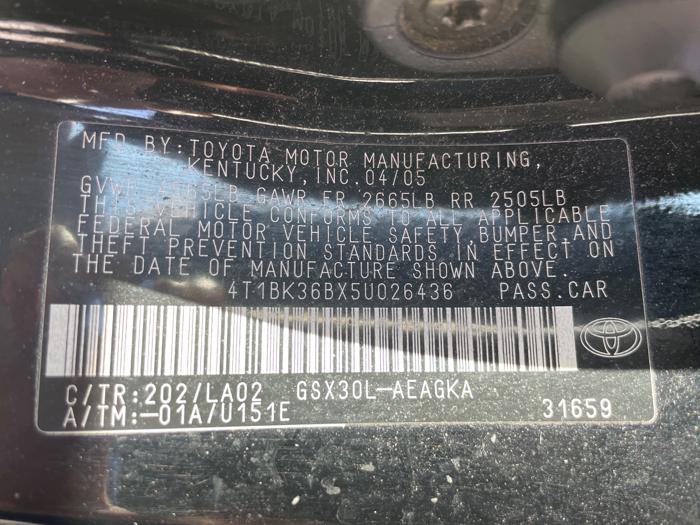 MFD BY: TOYOTA MOTOR MANUFACTURING,
KENTUCKY, INC. 04/05
GVWR 4565LB GAWR FR 2665LB RR 2505LB
THIS VEHICLE CONFORMS TO ALL APPLICABLE
FEDERAL MOTOR VEHICLE SAFETY, BUMPER AND
THEFT PREVENTION STANDARDS IN EFFECT ON
THE DATE OF MANUFACTURE SHOWN ABOVE.
4T1BK36BX5U026436 PASS.CAR
C/TR:202/LA02 GSX30L-AEAGKA
A/TM:-01A/U151E 31659